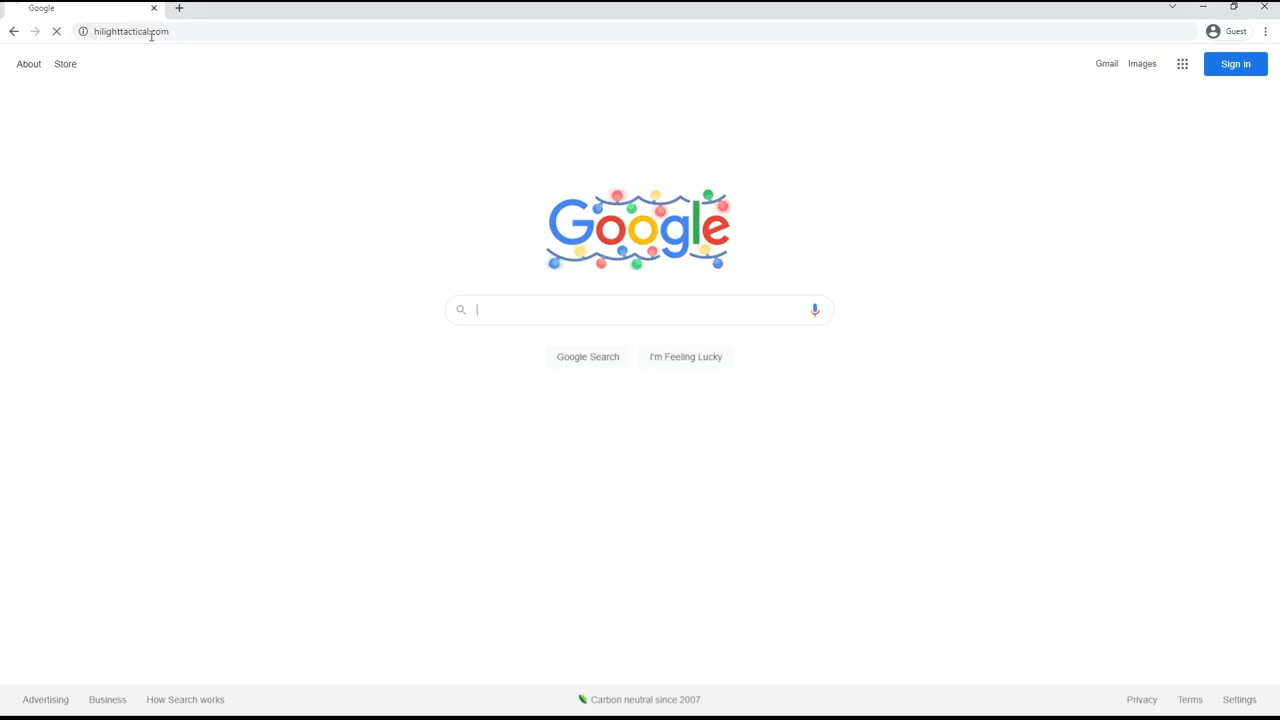 Google
hilighttactical.com
Guest
About Store
Gmail Images
Sign in
Google
Google Search I'm Feeling Lucky
Advertising Business How Search works
Carbon neutral since 2007
Privacy Terms Settings